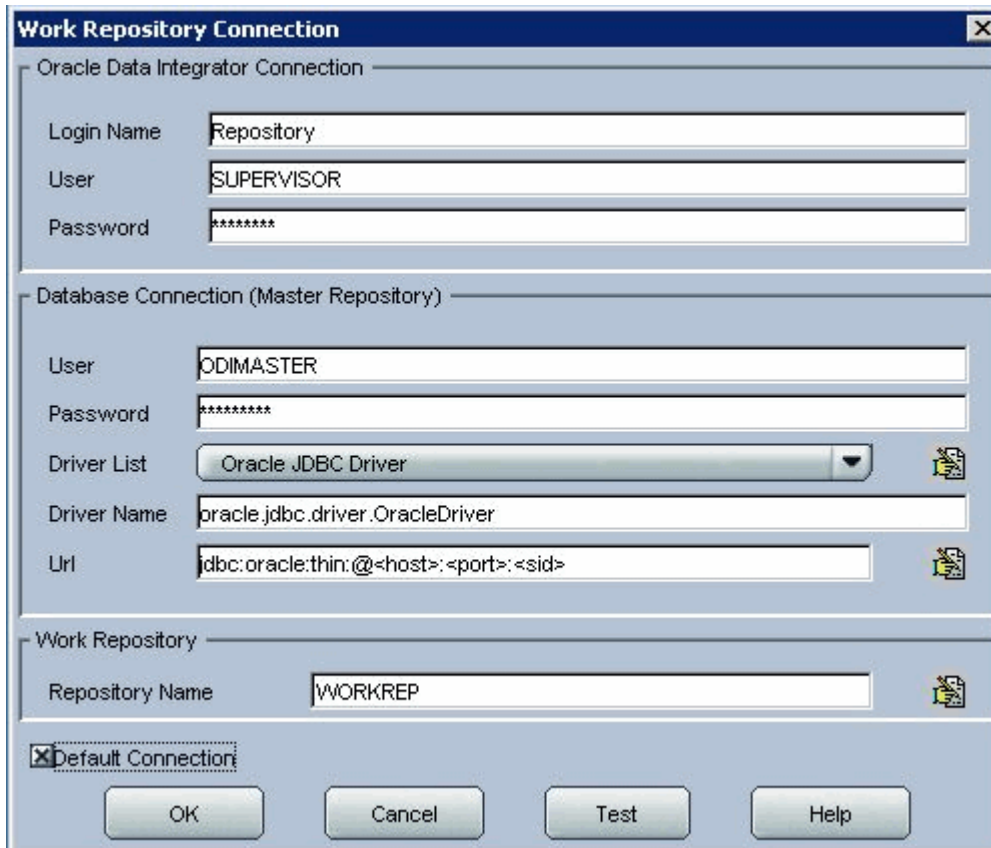 Work Repository Connection
Oracle Data Integrator Connection
Login Name Repository
User SUPERVISOR
Password ********
Database Connection (Master Repository)
User ODIMASTER
Password *********
Driver List Oracle JDBC Driver
Driver Name oracle.jdbc.driver.OracleDriver
Url jdbc:oracle:thin:@<host>:<port>:<sid>
Work Repository
Repository Name WORKREP
Default Connection
OK Cancel Test Help